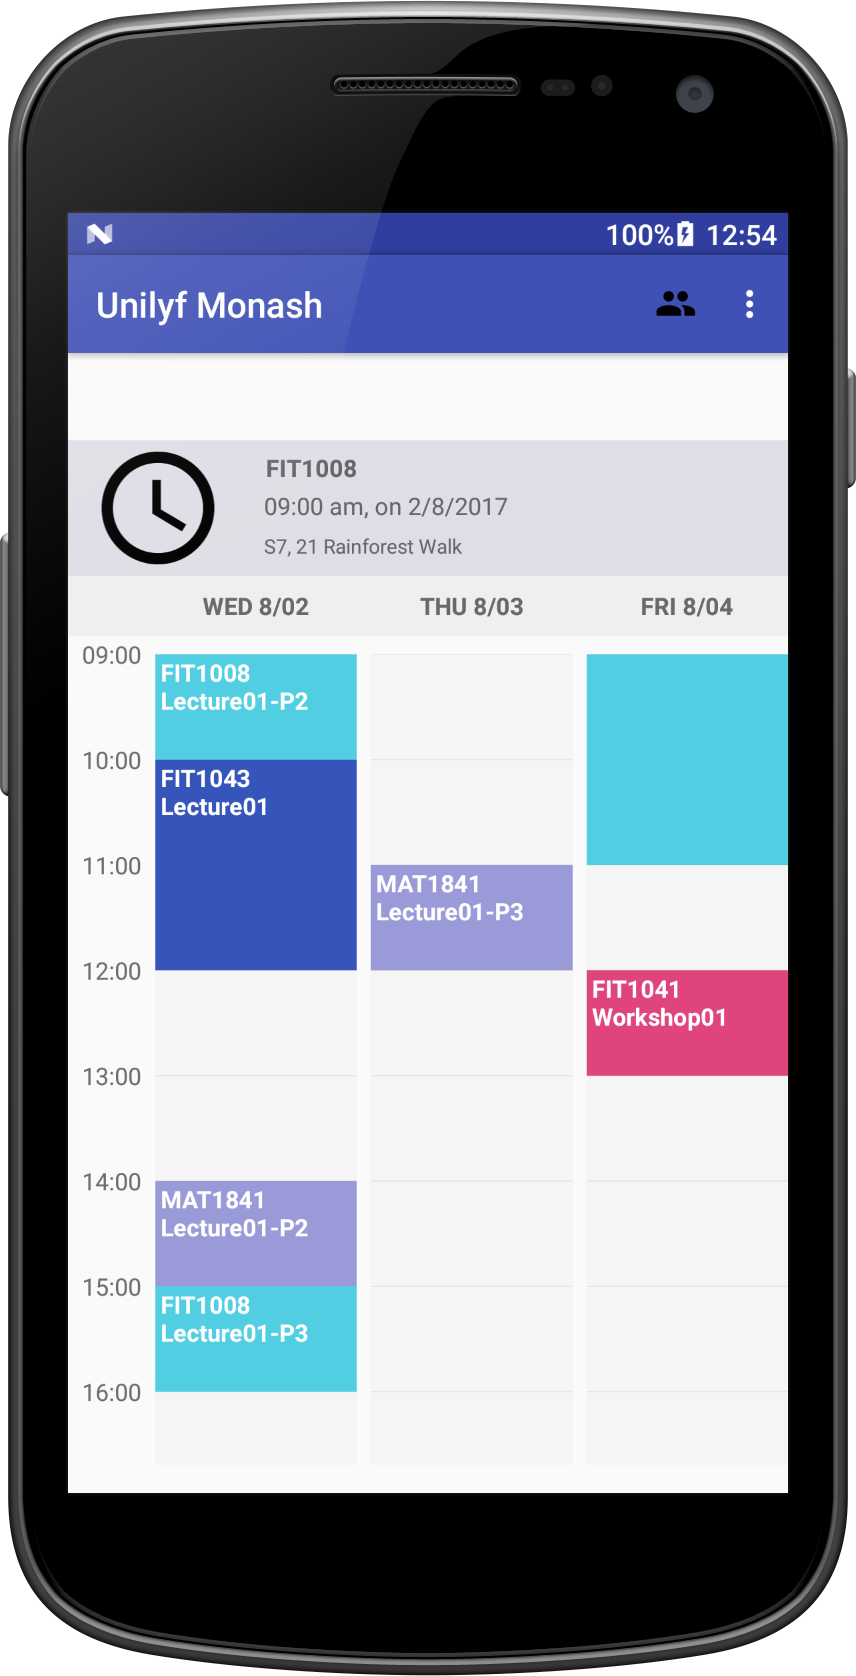 100% 12:54
Unilyf Monash
FIT1008
09:00 am, on 2/8/2017
S7, 21 Rainforest Walk
WED 8/02 THU 8/03 FRI 8/04
09:00
FIT1008
Lecture01-P2
10:00
FIT1043
Lecture01
11:00
MAT1841
Lecture01-P3
12:00
FIT1041
Workshop01
13:00
14:00
MAT1841
Lecture01-P2
15:00
FIT1008
Lecture01-P3
16:00